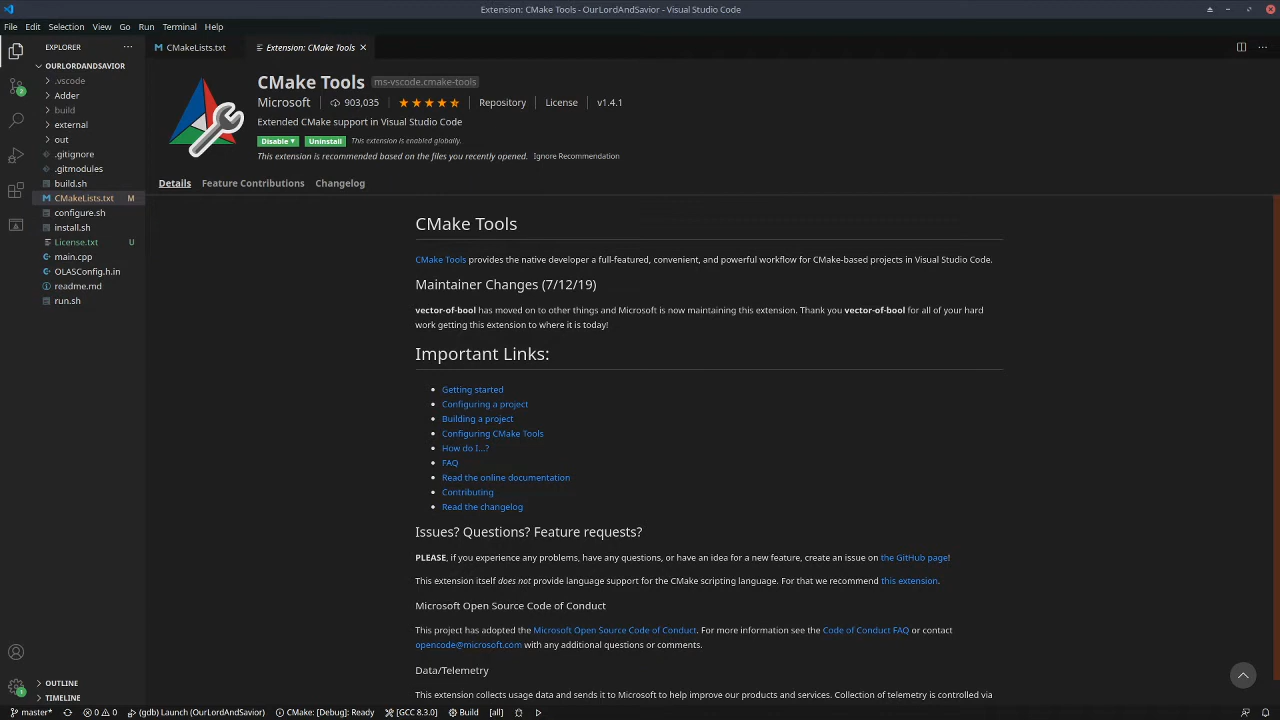 Extension: CMake Tools - OurLordAndSavior - Visual Studio Code
File Edit Selection View Go Run Terminal Help
EXPLORER
OURLORDANDSAVIOR
.vscode
Adder
build
external
out
.gitignore
.gitmodules
build.sh
CMakeLists.txt M
configure.sh
install.sh
License.txt U
main.cpp
OLASConfig.h.in
readme.md
run.sh
OUTLINE
TIMELINE
2
1
CMakeLists.txt
Extension: CMake Tools
CMake Tools ms-vscode.cmake-tools
Microsoft 903,035 Repository License v1.4.1
Extended CMake support in Visual Studio Code
Disable Uninstall This extension is enabled globally.
This extension is recommended based on the files you recently opened. Ignore Recommendation
Details Feature Contributions Changelog
CMake Tools
CMake Tools provides the native developer a full-featured, convenient, and powerful workflow for CMake-based projects in Visual Studio Code.
Maintainer Changes (7/12/19)
vector-of-bool has moved on to other things and Microsoft is now maintaining this extension. Thank you vector-of-bool for all of your hard
work getting this extension to where it is today!
Important Links:
Getting started
Configuring a project
Building a project
Configuring CMake Tools
How do I...?
FAQ
Read the online documentation
Contributing
Read the changelog
Issues? Questions? Feature requests?
PLEASE, if you experience any problems, have any questions, or have an idea for a new feature, create an issue on the GitHub page!
This extension itself does not provide language support for the CMake scripting language. For that we recommend this extension.
Microsoft Open Source Code of Conduct
This project has adopted the Microsoft Open Source Code of Conduct. For more information see the Code of Conduct FAQ or contact
opencode@microsoft.com with any additional questions or comments.
Data/Telemetry
This extension collects usage data and sends it to Microsoft to help improve our products and services. Collection of telemetry is controlled via
master* 0 0 (gdb) Launch (OurLordAndSavior) CMake: [Debug]: Ready [GCC 8.3.0] Build [all]